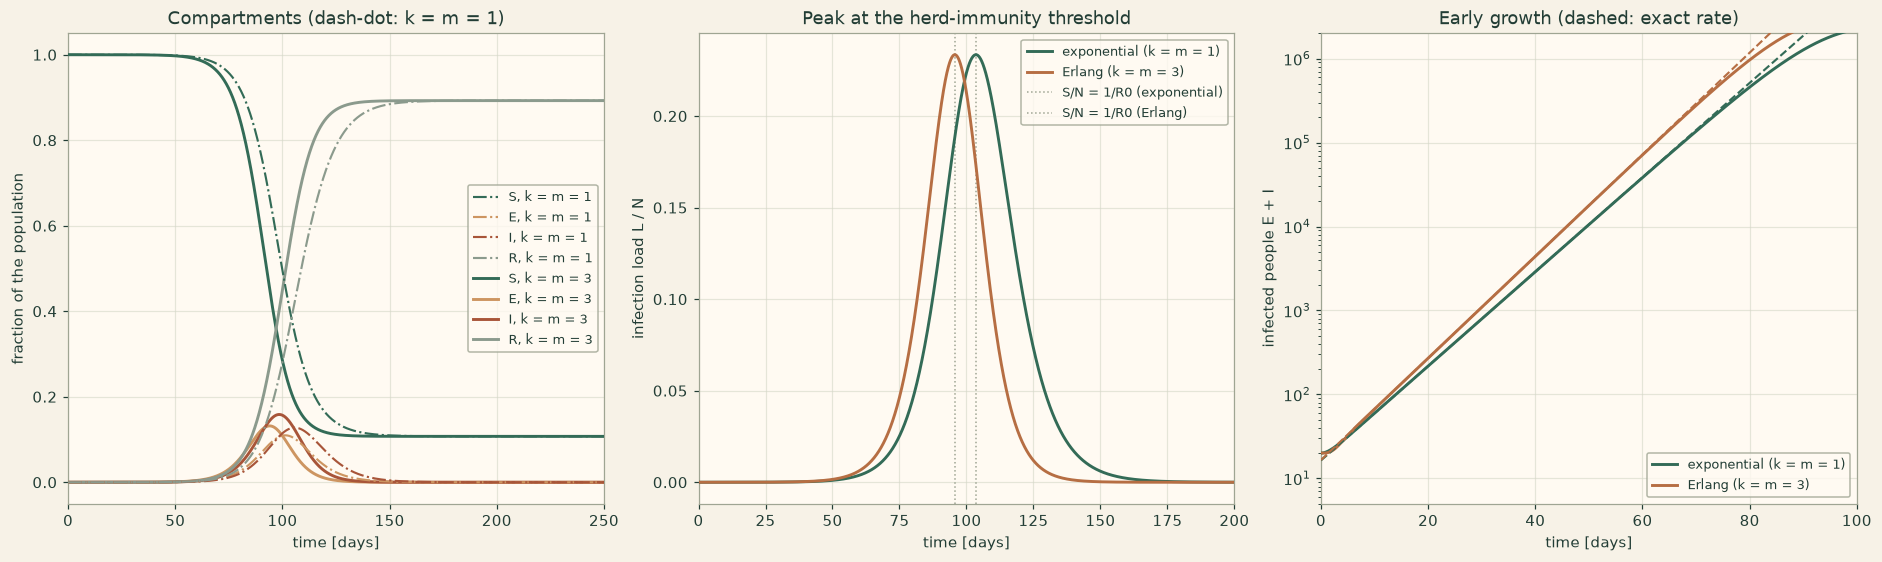 Compartments (dash-dot: k = m = 1)
fraction of the population
1.0
0.8
0.6
0.4
0.2
0.0
S, k = m = 1
E, k = m = 1
I, k = m = 1
R, k = m = 1
S, k = m = 3
E, k = m = 3
I, k = m = 3
R, k = m = 3
0 50 100 150 200 250
time [days]
Peak at the herd-immunity threshold
infection load L / N
0.20
0.15
0.10
0.05
0.00
exponential (k = m = 1)
Erlang (k = m = 3)
S/N = 1/R0 (exponential)
S/N = 1/R0 (Erlang)
0 25 50 75 100 125 150 175 200
time [days]
Early growth (dashed: exact rate)
infected people E + I
10⁶
10⁵
10⁴
10³
10²
10¹
exponential (k = m = 1)
Erlang (k = m = 3)
0 20 40 60 80 100
time [days]